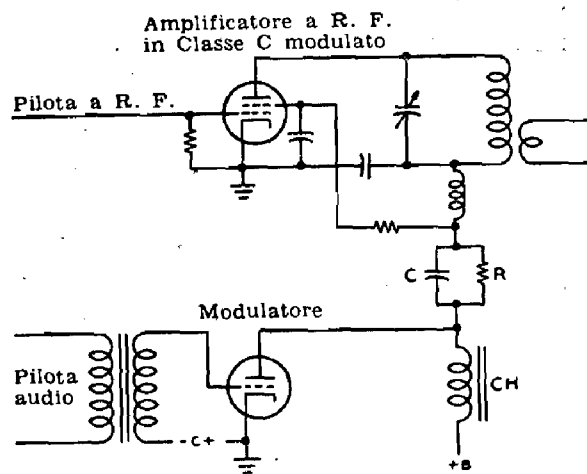 Amplificatore a R. F.
in Classe C modulato
Pilota a R. F.
C
R
Modulatore
Pilota
audio
CH
-C+
+B